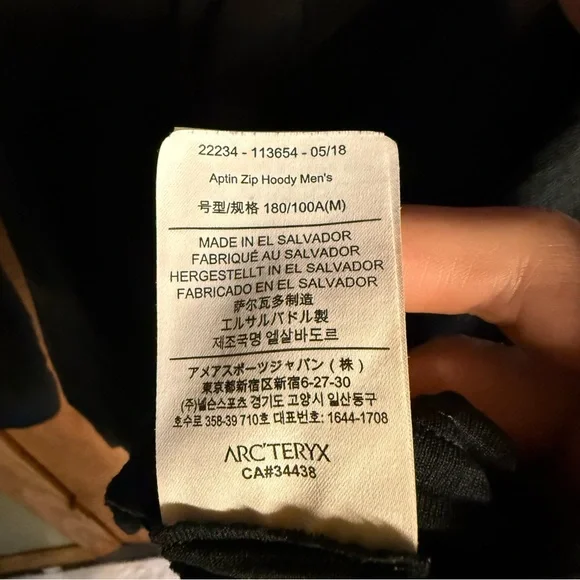 22234 - 113654 - 05/18
Aptin Zip Hoody Men's
号型/规格 180/100A(M)
MADE IN EL SALVADOR
FABRIQUÉ AU SALVADOR
HERGESTELLT IN EL SALVADOR
FABRICADO EN EL SALVADOR
萨尔瓦多制造
エルサルバドル製
제조국명 엘살바도르
アメアスポーツジャパン(株)
東京都新宿区新宿6-27-30
(주)넬슨스포츠 경기도 고양시 일산동구
호수로 358-39 710호 대표번호: 1644-1708
ARC'TERYX
CA#34438